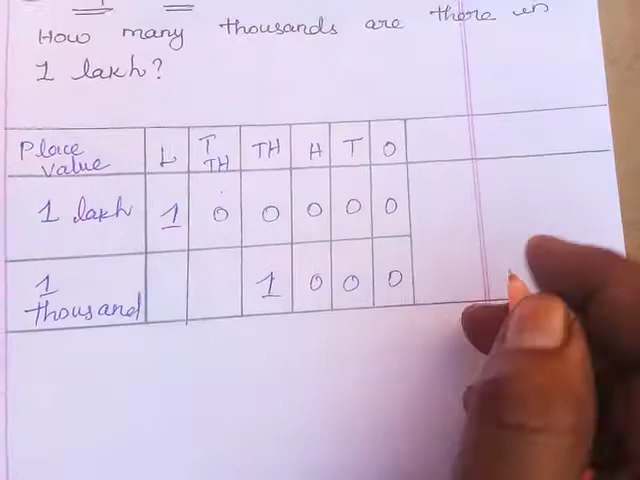 How many thousands are there in
1 lakh?
Place value L T TH TH H T O
1 lakh 1 0 0 0 0 0
1 thousand 1 0 0 0